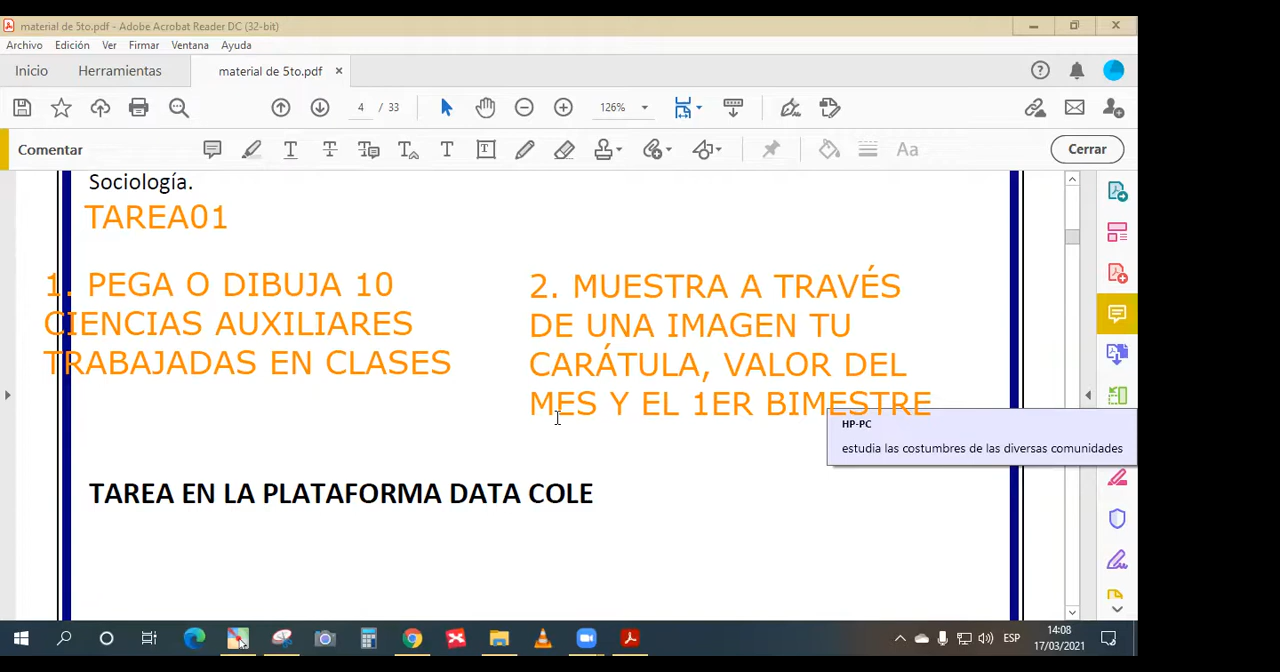 material de 5to.pdf - Adobe Acrobat Reader DC (32-bit)
Archivo Edición Ver Firmar Ventana Ayuda
Inicio Herramientas material de 5to.pdf ×
4 / 33 126%
Comentar Aa Cerrar
Sociología.
TAREA01
1. PEGA O DIBUJA 10
CIENCIAS AUXILIARES
TRABAJADAS EN CLASES
2. MUESTRA A TRAVÉS
DE UNA IMAGEN TU
CARÁTULA, VALOR DEL
MES Y EL 1ER BIMESTRE
HP-PC
estudia las costumbres de las diversas comunidades
TAREA EN LA PLATAFORMA DATA COLE
ESP
14:08
17/03/2021